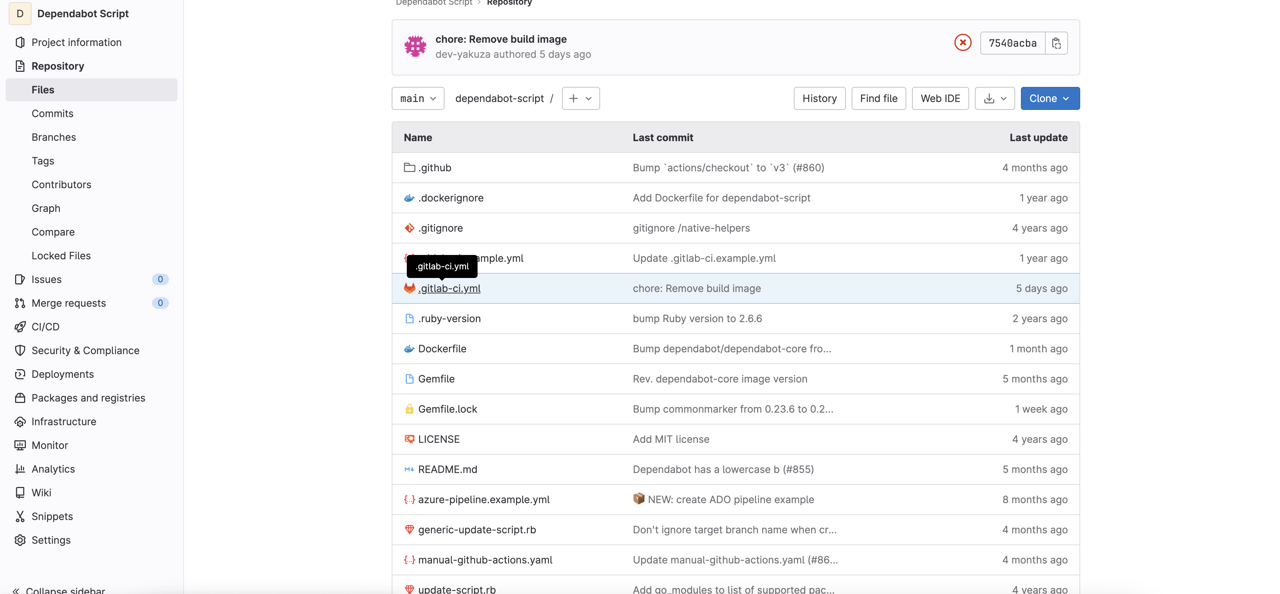 D Dependabot Script
Project information
Repository
Files
Commits
Branches
Tags
Contributors
Graph
Compare
Locked Files
Issues 0
Merge requests 0
CI/CD
Security & Compliance
Deployments
Packages and registries
Infrastructure
Monitor
Analytics
Wiki
Snippets
Settings
Collapse sidebar
Dependabot Script › Repository
chore: Remove build image
dev-yakuza authored 5 days ago
7540acba
main dependabot-script / +
History Find file Web IDE Clone
Name Last commit Last update
.github Bump `actions/checkout` to `v3` (#860) 4 months ago
.dockerignore Add Dockerfile for dependabot-script 1 year ago
.gitignore gitignore /native-helpers 4 years ago
mple.yml Update .gitlab-ci.example.yml 1 year ago
.gitlab-ci.yml
.gitlab-ci.yml chore: Remove build image 5 days ago
.ruby-version bump Ruby version to 2.6.6 2 years ago
Dockerfile Bump dependabot/dependabot-core fro... 1 month ago
Gemfile Rev. dependabot-core image version 5 months ago
Gemfile.lock Bump commonmarker from 0.23.6 to 0.2... 1 week ago
LICENSE Add MIT license 4 years ago
README.md Dependabot has a lowercase b (#855) 5 months ago
azure-pipeline.example.yml 📦 NEW: create ADO pipeline example 8 months ago
generic-update-script.rb Don't ignore target branch name when cr... 4 months ago
manual-github-actions.yaml Update manual-github-actions.yaml (#86... 4 months ago
update-script.rb Add go_modules to list of supported pac... 4 years ago